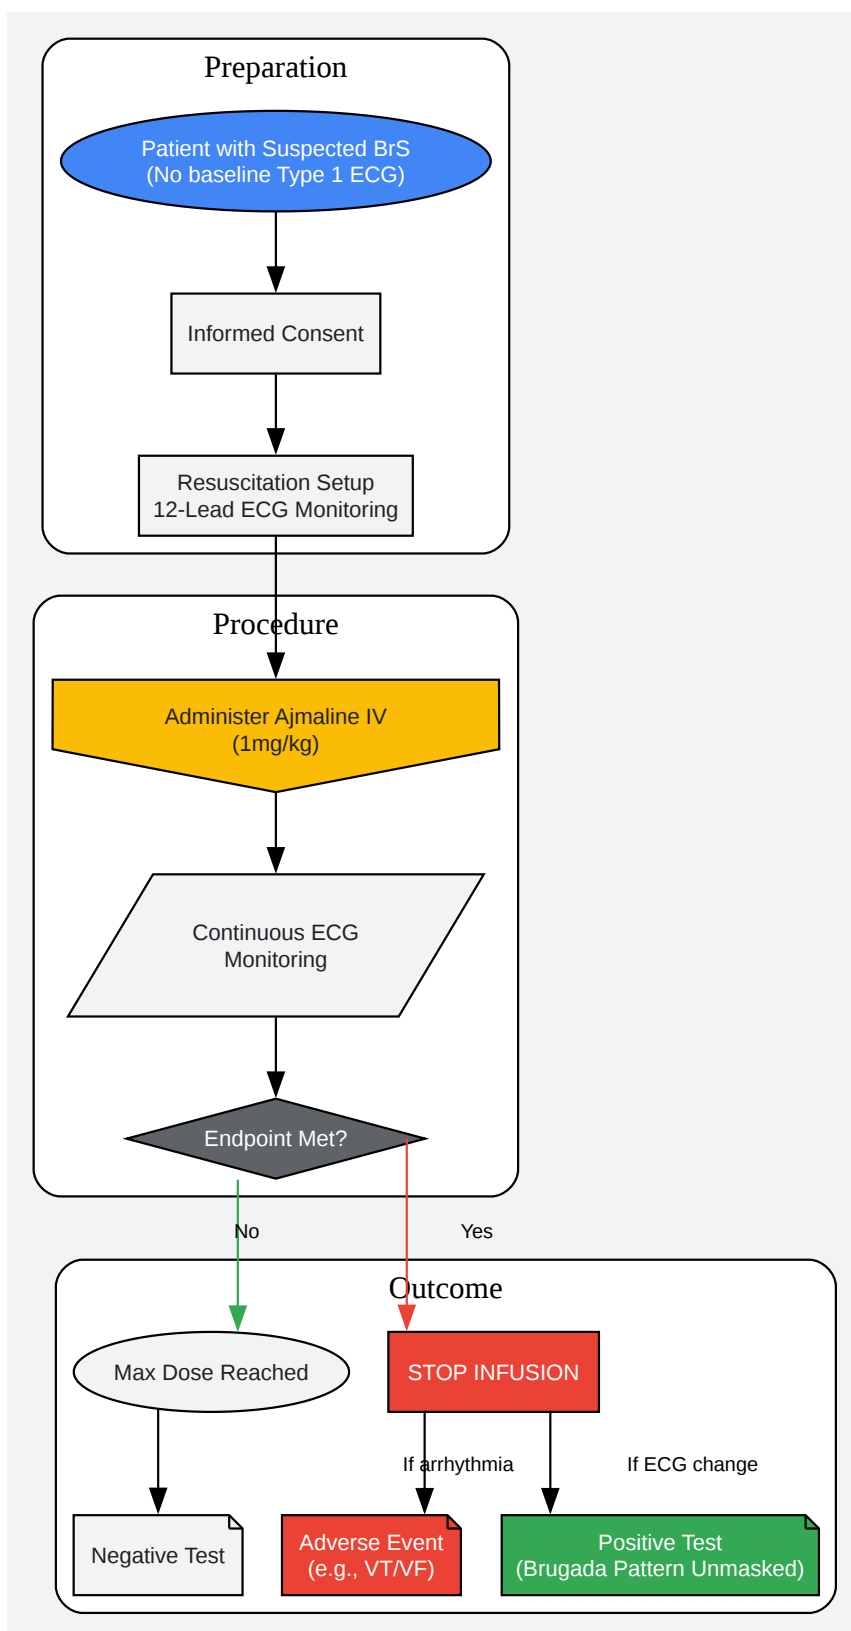 Preparation
Patient with Suspected BrS
(No baseline Type 1 ECG)
Informed Consent
Resuscitation Setup
12-Lead ECG Monitoring
Procedure
Administer Ajmaline IV
(1mg/kg)
Continuous ECG
Monitoring
Endpoint Met?
No
Yes
Outcome
Max Dose Reached
STOP INFUSION
If arrhythmia
If ECG change
Negative Test
Adverse Event
(e.g., VT/VF)
Positive Test
(Brugada Pattern Unmasked)